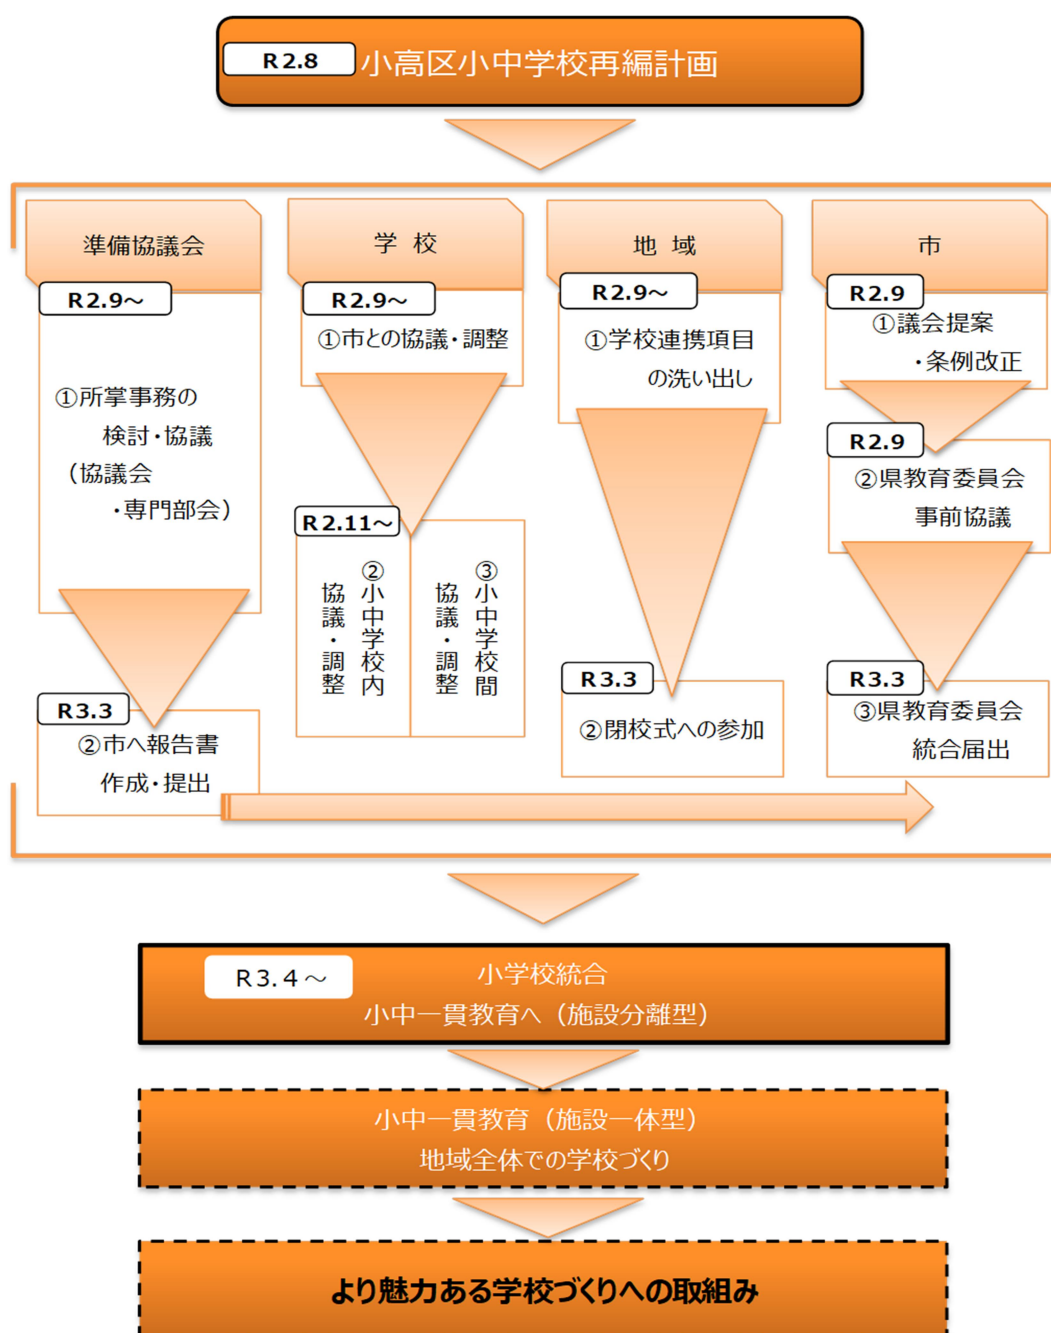 R2.8 小高区小中学校再編計画
準備協議会
R2.9～
①所掌事務の
検討・協議
（協議会
・専門部会）
R3.3
②市へ報告書
作成・提出
学 校
R2.9～
①市との協議・調整
R2.11～
②小中学校内
協議・調整
③小中学校間
協議・調整
地 域
R2.9～
①学校連携項目
の洗い出し
R3.3
②閉校式への参加
市
R2.9
①議会提案
・条例改正
R2.9
②県教育委員会
事前協議
R3.3
③県教育委員会
統合届出
R3.4～
小学校統合
小中一貫教育へ（施設分離型）
小中一貫教育（施設一体型）
地域全体での学校づくり
より魅力ある学校づくりへの取組み